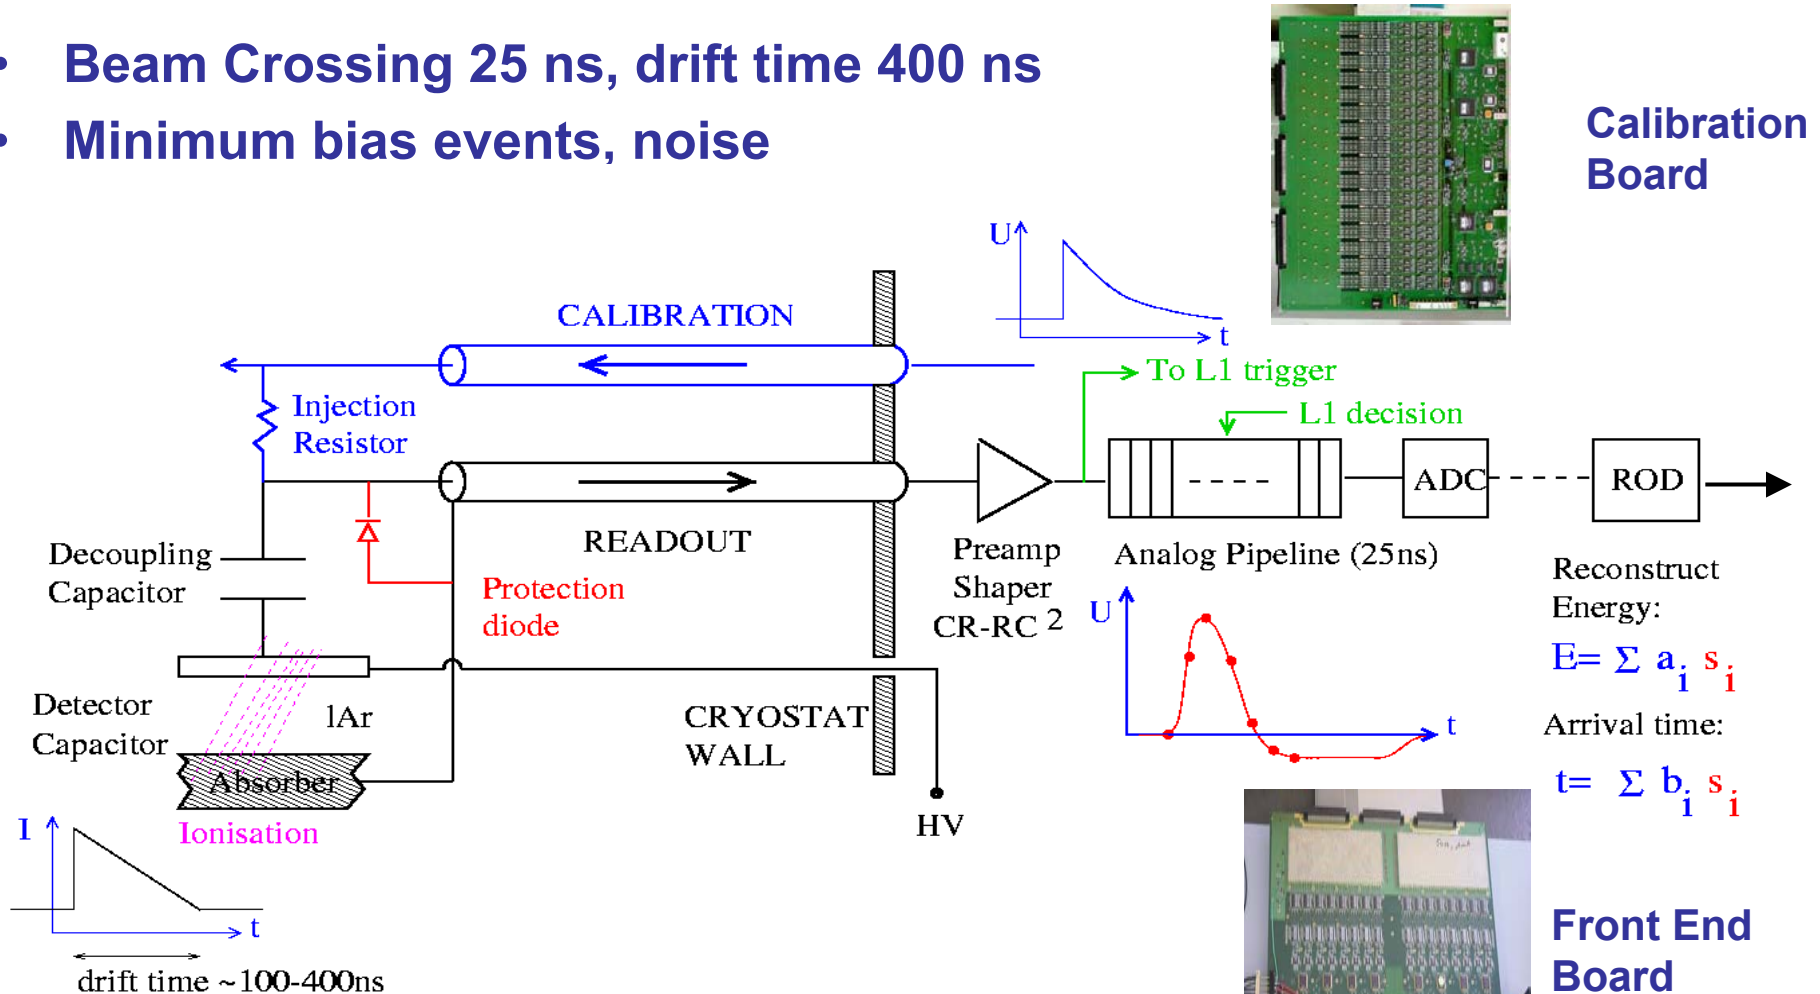 • Beam Crossing 25 ns, drift time 400 ns
• Minimum bias events, noise
Calibration
Board
U
t
CALIBRATION
To L1 trigger
L1 decision
Injection
Resistor
ADC
ROD
READOUT
Decoupling
Capacitor
Protection
diode
Preamp
Shaper
CR-RC 2
Analog Pipeline (25ns)
Reconstruct
Energy:
E= Σ a i s i
U
t
Arrival time:
t= Σ b i s i
Detector
Capacitor
lAr
Absorber
CRYOSTAT
WALL
HV
Ionisation
I
t
drift time ~100-400ns
Front End
Board